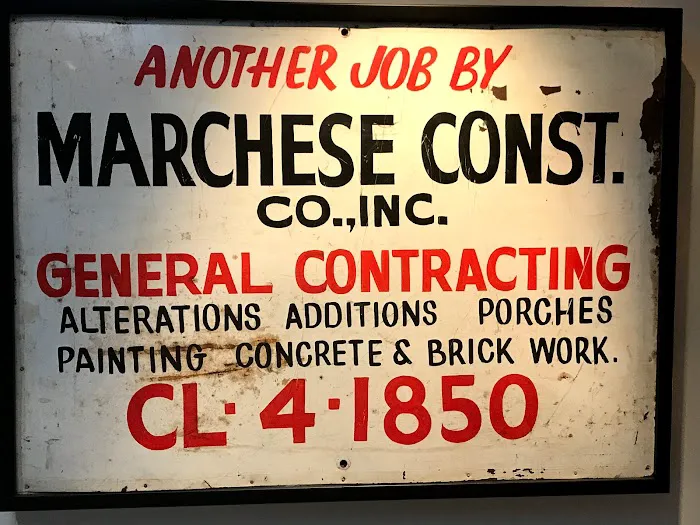 ANOTHER JOB BY
MARCHESE CONST.
CO.,INC.
GENERAL CONTRACTING
ALTERATIONS ADDITIONS PORCHES
PAINTING CONCRETE & BRICK WORK.
CL·4·1850